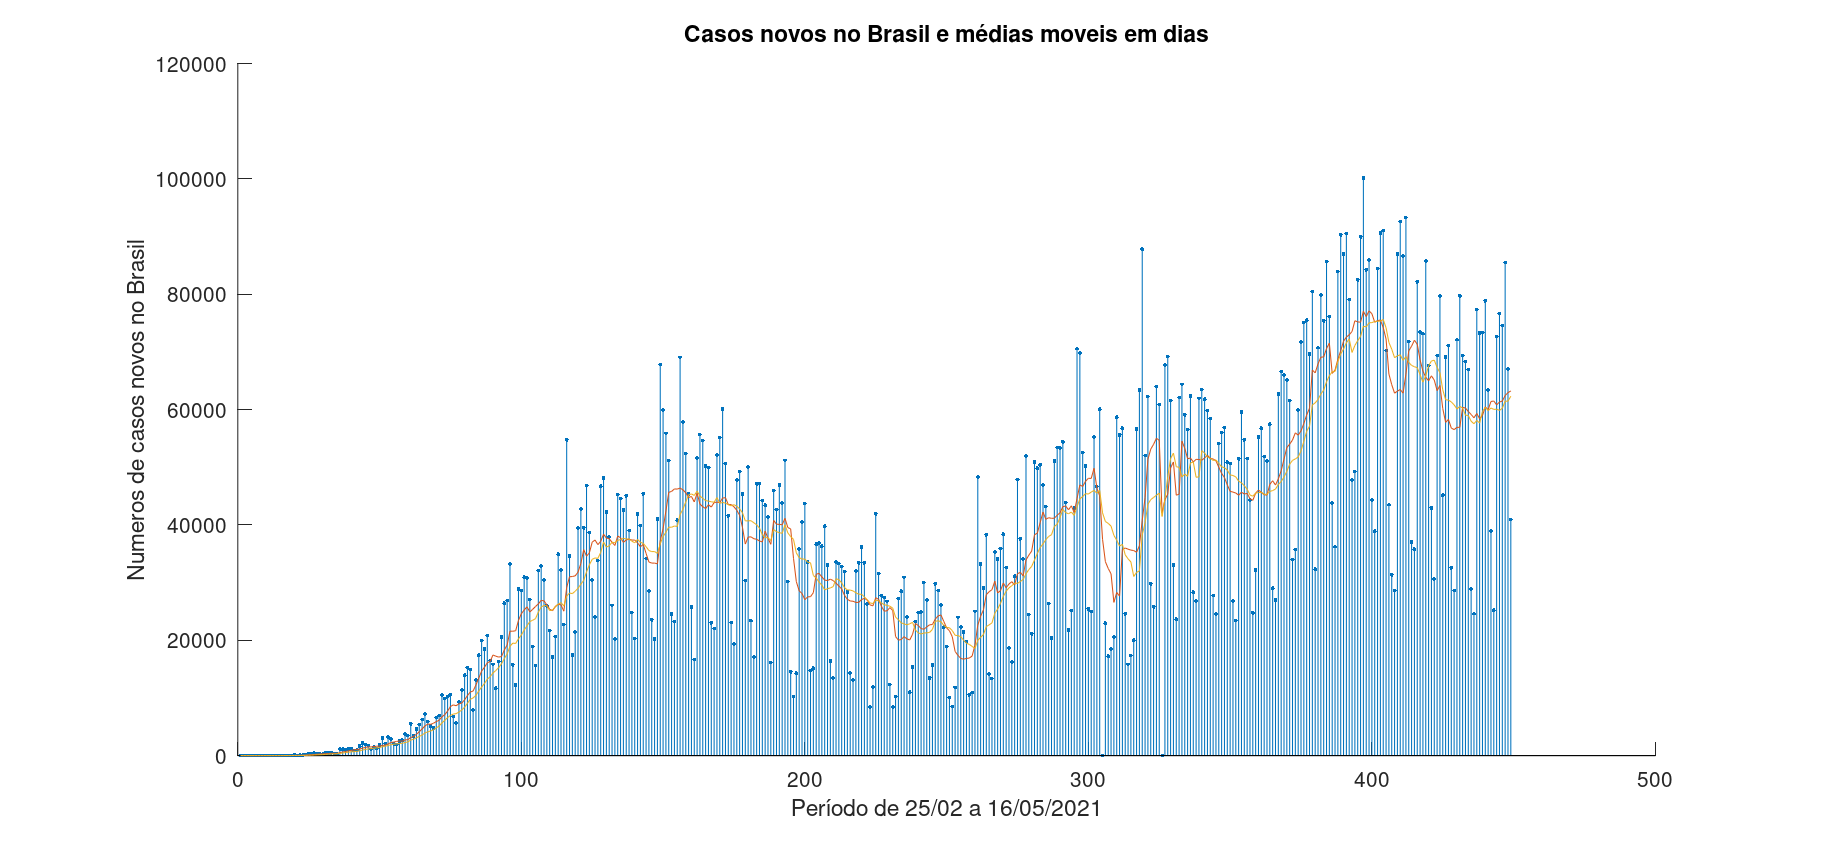 Casos novos no Brasil e médias moveis em dias
120000
100000
80000
60000
40000
20000
0
Numeros de casos novos no Brasil
0 100 200 300 400 500
Período de 25/02 a 16/05/2021